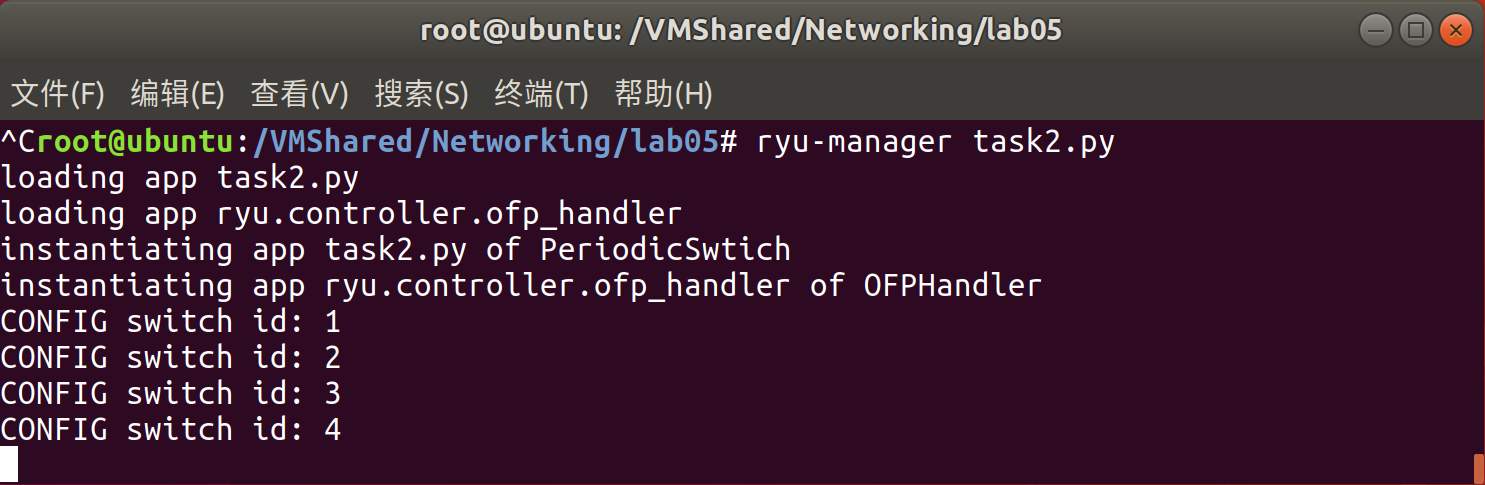 root@ubuntu: /VMShared/Networking/lab05
文件(F) 编辑(E) 查看(V) 搜索(S) 终端(T) 帮助(H)
^Croot@ubuntu:/VMShared/Networking/lab05# ryu-manager task2.py
loading app task2.py
loading app ryu.controller.ofp_handler
instantiating app task2.py of PeriodicSwtich
instantiating app ryu.controller.ofp_handler of OFPHandler
CONFIG switch id: 1
CONFIG switch id: 2
CONFIG switch id: 3
CONFIG switch id: 4